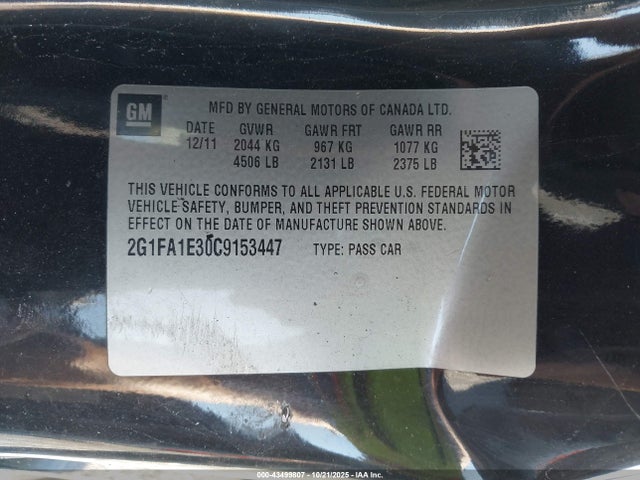 GM
MFD BY GENERAL MOTORS OF CANADA LTD.
DATE GVWR GAWR FRT GAWR RR
12/11 2044 KG 967 KG 1077 KG
4506 LB 2131 LB 2375 LB
THIS VEHICLE CONFORMS TO ALL APPLICABLE U.S. FEDERAL MOTOR
VEHICLE SAFETY, BUMPER, AND THEFT PREVENTION STANDARDS IN
EFFECT ON THE DATE OF MANUFACTURE SHOWN ABOVE.
2G1FA1E30C9153447 TYPE: PASS CAR
000-43499807 - 10/21/2025 - IAA Inc.